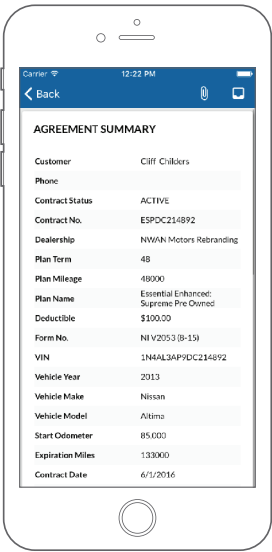 Carrier 12:22 PM
Back
AGREEMENT SUMMARY
Customer Cliff Childers
Phone
Contract Status ACTIVE
Contract No. ESPDC214892
Dealership NWAN Motors Rebranding
Plan Term 48
Plan Mileage 48000
Plan Name Essential Enhanced:
Supreme Pre Owned
Deductible $100.00
Form No. NI V2053 (8-15)
VIN 1N4AL3AP9DC214892
Vehicle Year 2013
Vehicle Make Nissan
Vehicle Model Altima
Start Odometer 85,000
Expiration Miles 133000
Contract Date 6/1/2016